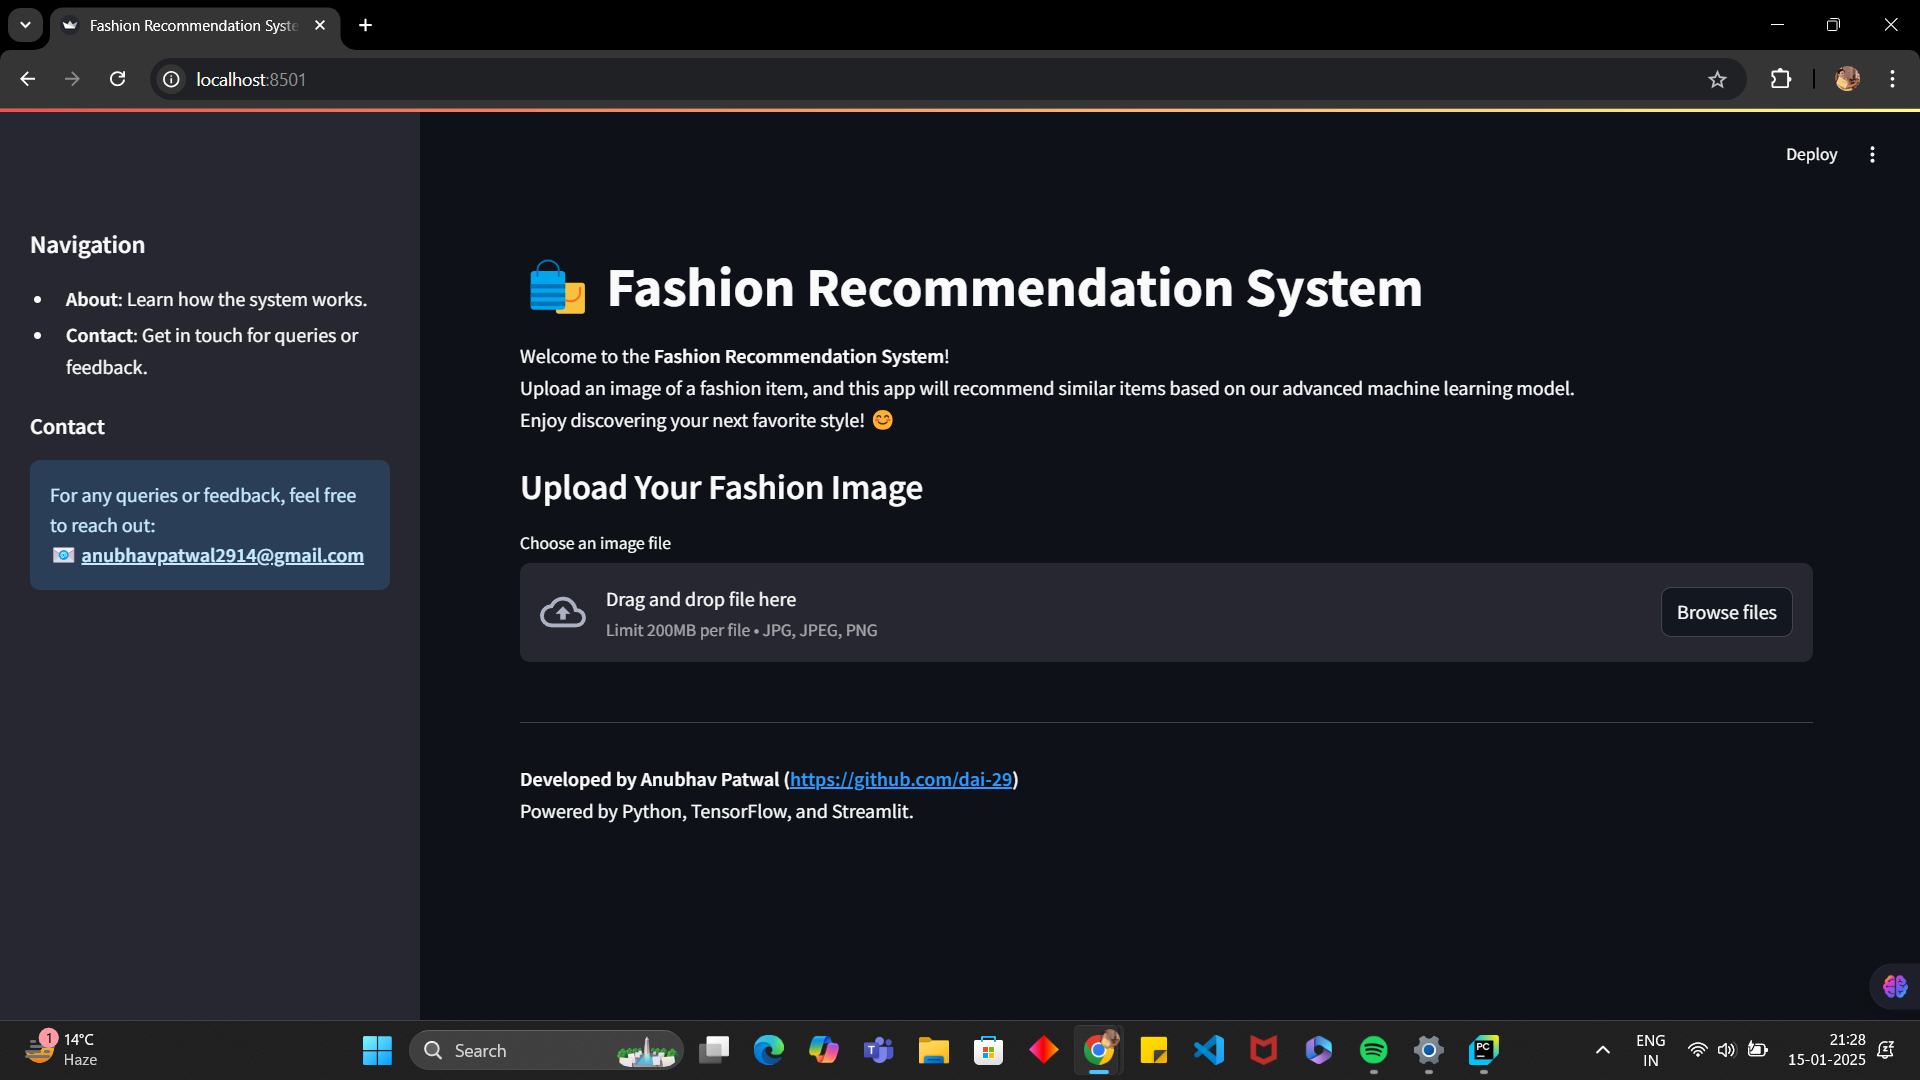 Fashion Recommendation Syste
localhost:8501
Deploy
Navigation
About: Learn how the system works.
Contact: Get in touch for queries or
feedback.
Contact
For any queries or feedback, feel free
to reach out:
anubhavpatwal2914@gmail.com
Fashion Recommendation System
Welcome to the Fashion Recommendation System!
Upload an image of a fashion item, and this app will recommend similar items based on our advanced machine learning model.
Enjoy discovering your next favorite style! 😊
Upload Your Fashion Image
Choose an image file
Drag and drop file here
Limit 200MB per file • JPG, JPEG, PNG
Browse files
Developed by Anubhav Patwal (https://github.com/dai-29)
Powered by Python, TensorFlow, and Streamlit.
1
14°C
Haze
Search
PC
ENG
IN
21:28
15-01-2025